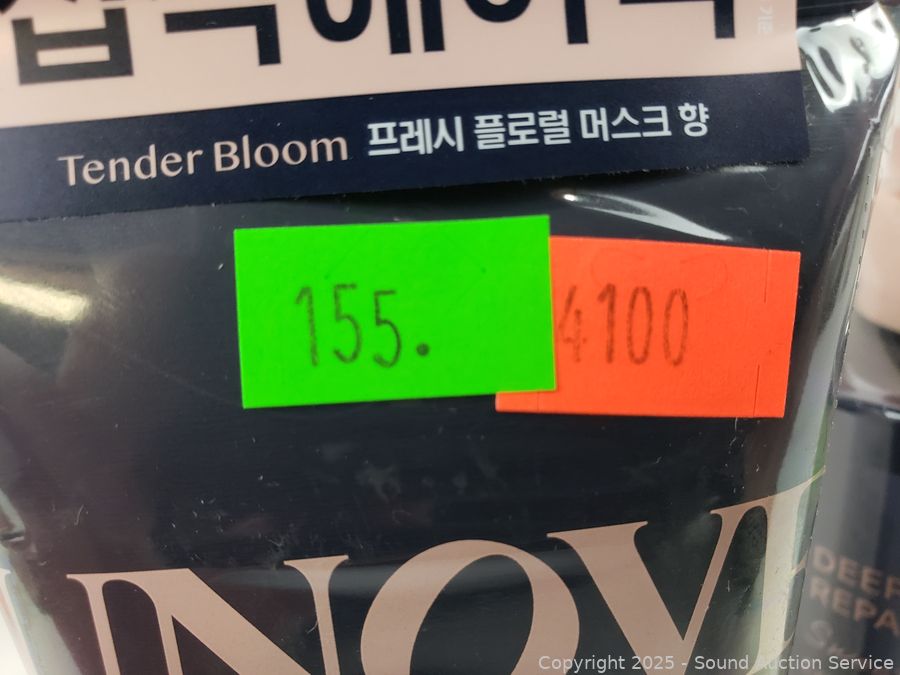 Tender Bloom 프레시 플로럴 머스크 향
155.
4100
UNOVE
DEEP
REPA
Copyright 2025 - Sound Auction Service